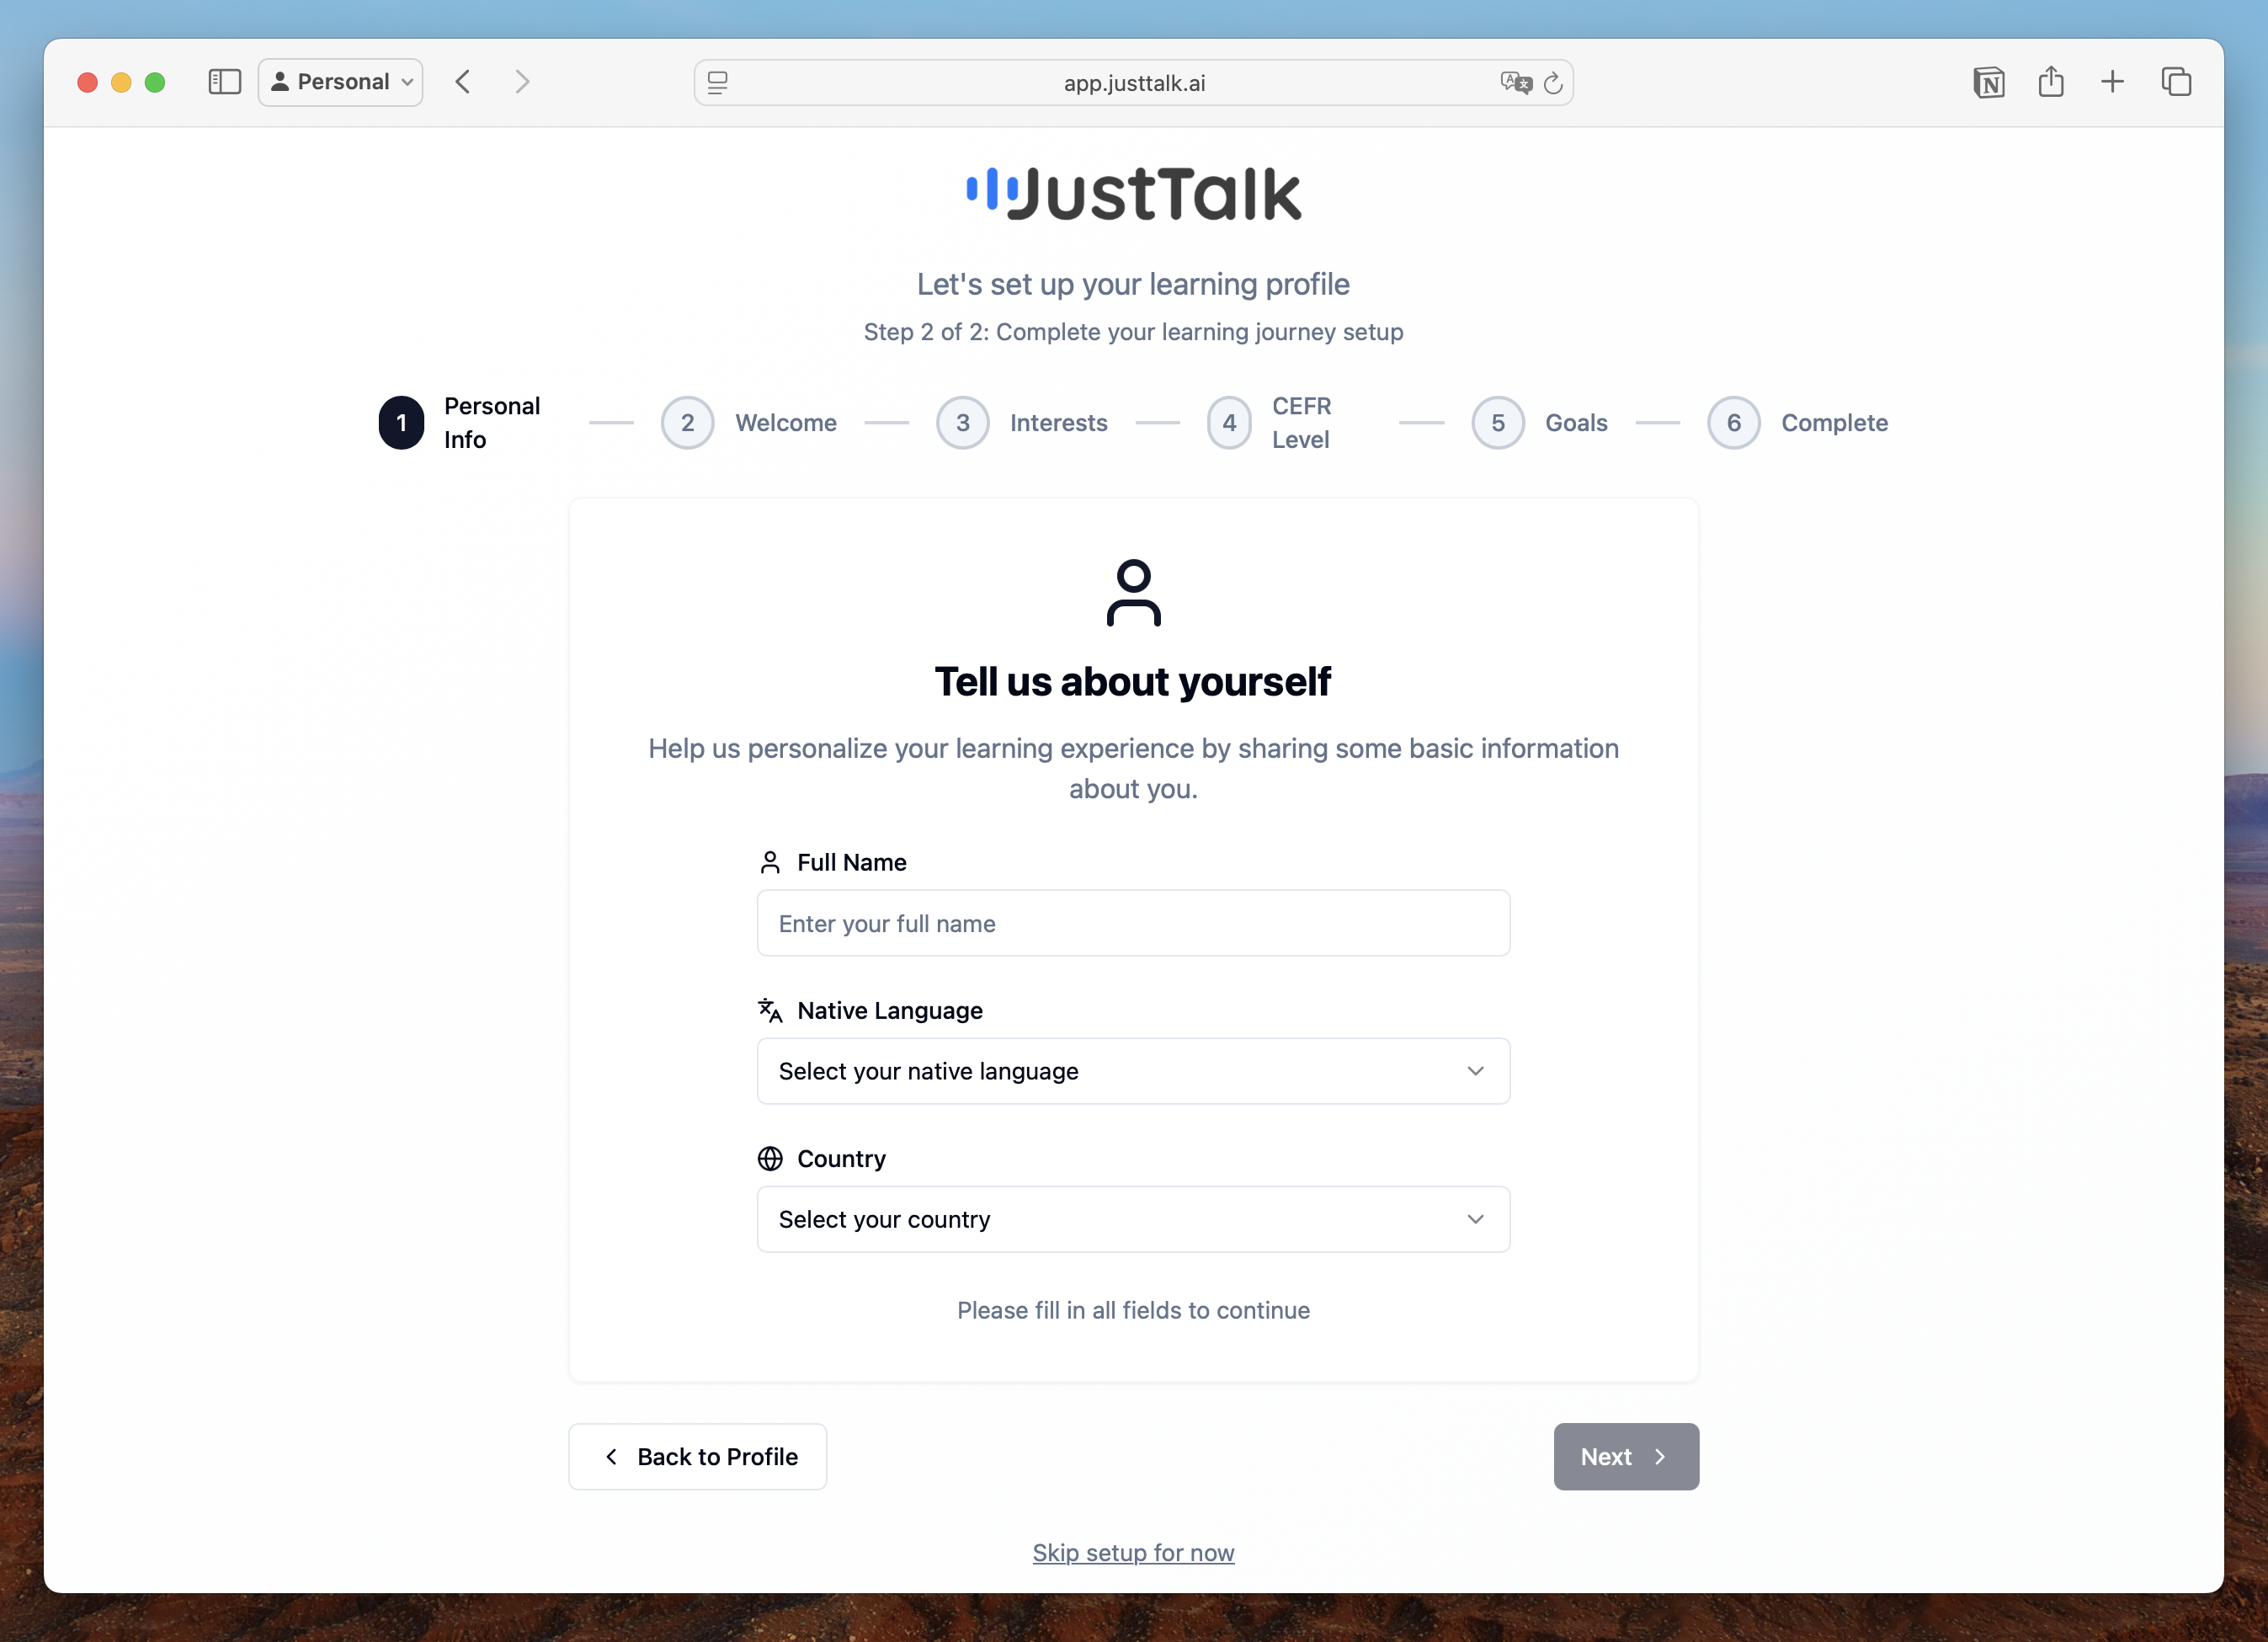 Personal
app.justtalk.ai
JustTalk
Let's set up your learning profile
Step 2 of 2: Complete your learning journey setup
1 Personal Info
2 Welcome
3 Interests
4 CEFR Level
5 Goals
6 Complete
Tell us about yourself
Help us personalize your learning experience by sharing some basic information
about you.
Full Name
Enter your full name
Native Language
Select your native language
Country
Select your country
Please fill in all fields to continue
Back to Profile
Next
Skip setup for now